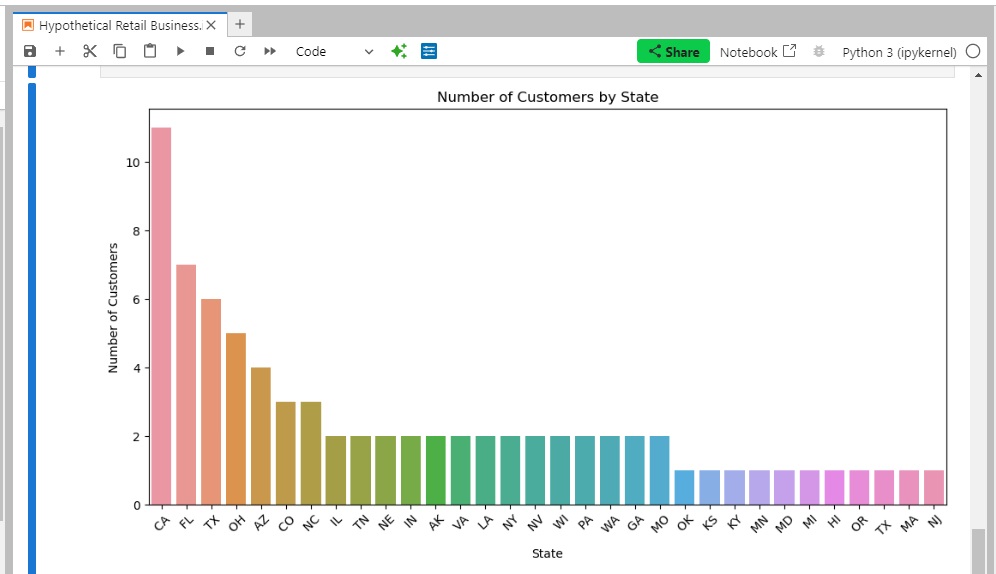 Hypothetical Retail Business.
Code
Share
Notebook
Python 3 (ipykernel)
Number of Customers by State
Number of Customers
10
8
6
4
2
0
CA FL TX OH AZ CO NC IL TN NE IN AK VA LA NY NV WI PA WA GA MO OK KS KY MN MD MI HI OR TX MA NJ
State